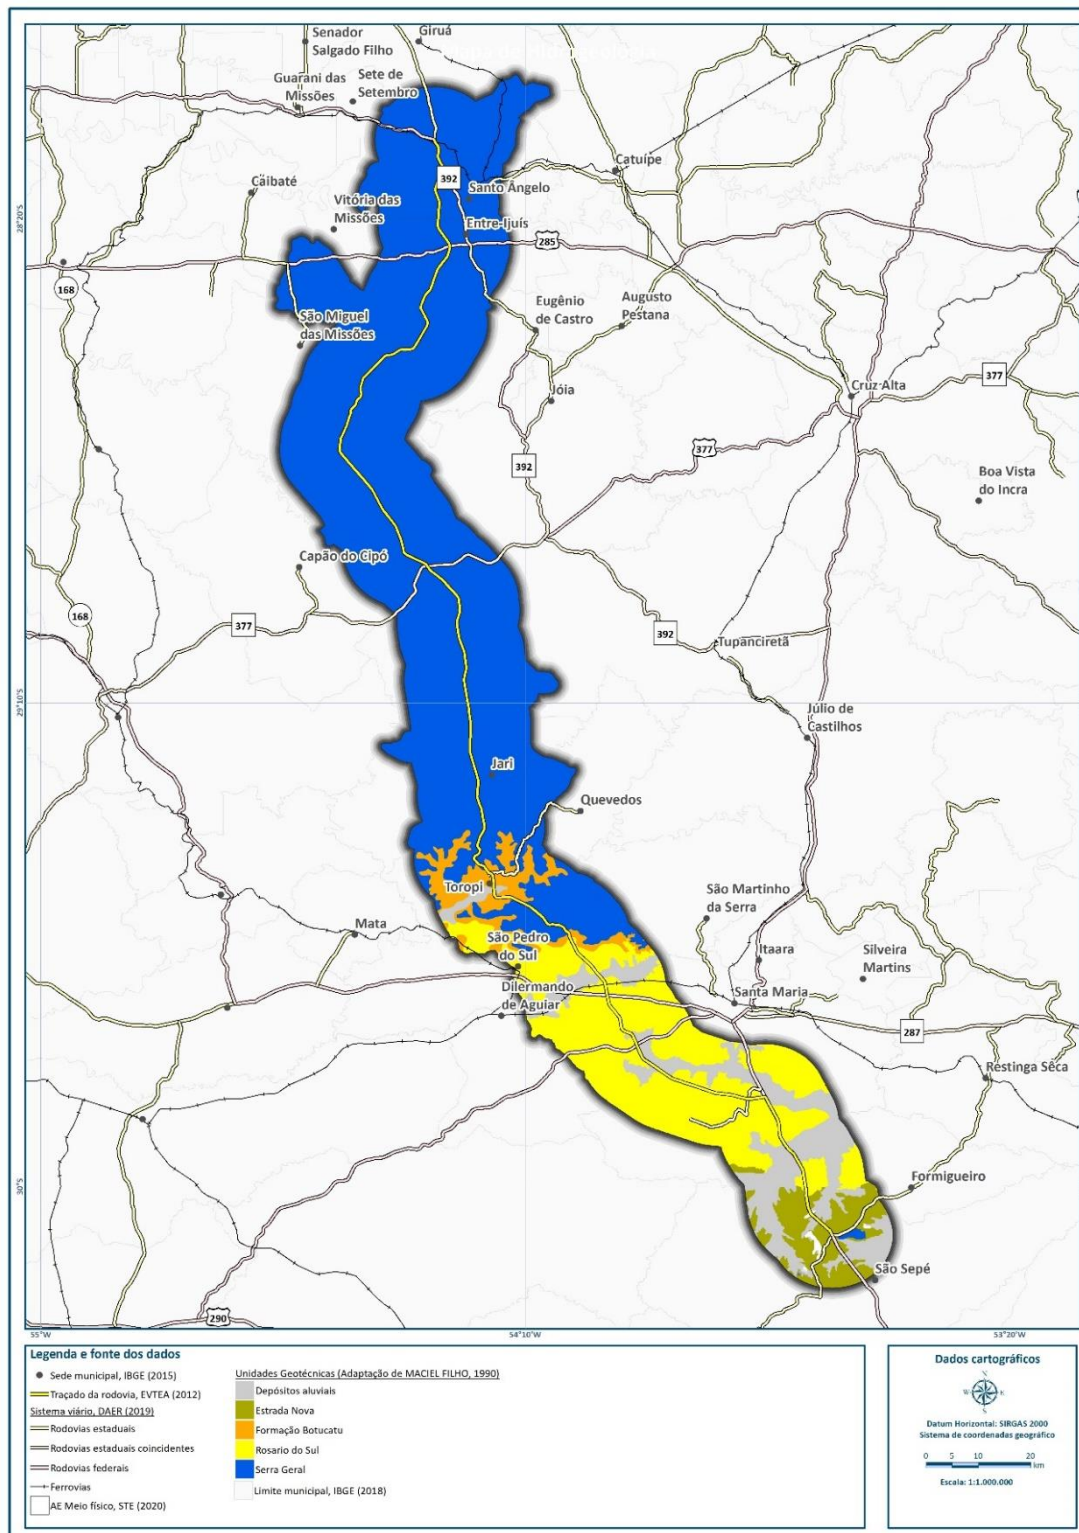 Senador
Salgado Filho
Giruá
Guarani das
Missões
Sete de
Setembro
Catuípe
392
Santo Ângelo
Caibaté
Vitória das
Missões
Entre-Ijuís
285
28°20'S
168
Eugênio
de Castro
Augusto
Pestana
São Miguel
das Missões
377
Cruz Alta
Jóia
377
392
Boa Vista
do Incra
Capão do Cipó
168
377
392
Tupanciretã
29°10'S
Júlio de
Castilhos
Jari
Quevedos
Toropi
São Martinho
da Serra
Mata
São Pedro
do Sul
Itaara
Silveira
Martins
Dilermando
de Aguiar
Santa Maria
287
Restinga Sêca
Formigueiro
30°S
São Sepé
290
55°W
54°10'W
53°20'W
Legenda e fonte dos dados
Sede municipal, IBGE (2015)
Traçado da rodovia, EVTEA (2012)
Sistema viário, DAER (2019)
Rodovias estaduais
Rodovias estaduais coincidentes
Rodovias federais
Ferrovias
AE Meio físico, STE (2020)
Unidades Geotécnicas (Adaptação de MACIEL FILHO, 1990)
Depósitos aluviais
Estrada Nova
Formação Botucatu
Rosario do Sul
Serra Geral
Limite municipal, IBGE (2018)
Dados cartográficos
N
W E
S
Datum Horizontal: SIRGAS 2000
Sistema de coordenadas geográfico
0 5 10 20
km
Escala: 1:1.000.000